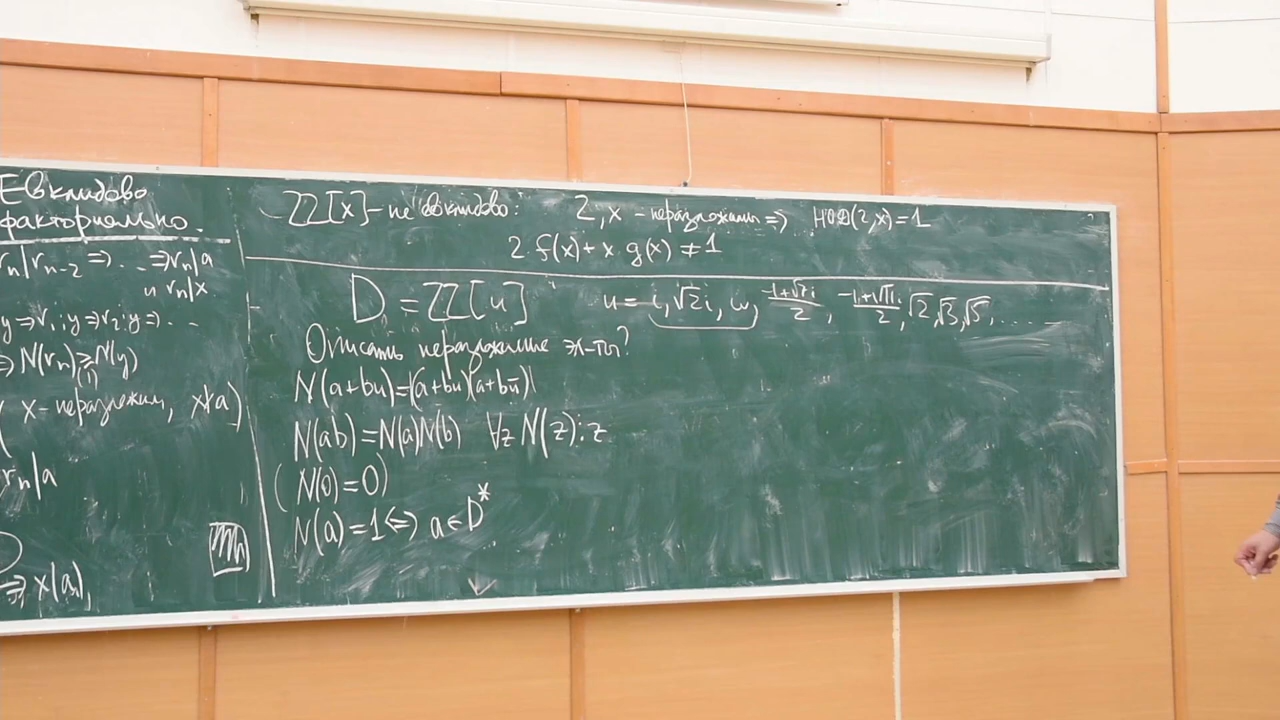 Евклидово
факториально.
rₙ|rₙ₋₂ ⇒ … ⇒ rₙ|a
и rₙ|x
y ⇒ r₁⋮y ⇒ r₂⋮y ⇒ …
⇒ N(rₙ) ≥ N(y)
(1)
x - неразложим, x∤a)
rₙ|a
⇒ x|a
ℤ[x] - не евклидово: 2, x - неразложимы ⇒ НОД(2,x)=1
2·f(x)+x·g(x) ≠ 1
D = ℤ[u] u = i, √2i, ω, (-1+√7i)/2, (-1+√11i)/2, √2, √3, √5, ......
Описать неразложимые эл-ты?
N(a+bu)=|(a+bu)(a+bū)|
N(ab)=N(a)N(b) ∀z N(z)⋮z
(N(0)=0)
N(a)=1 ⇔ a∈D*